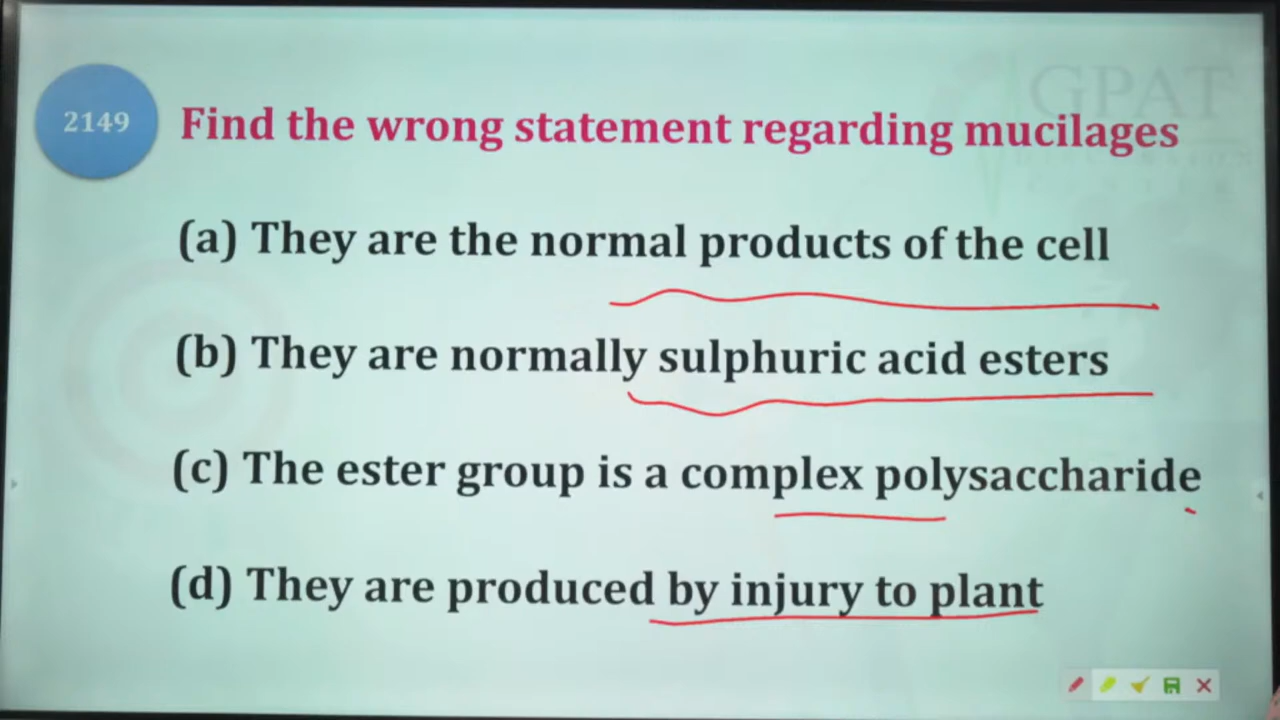 GPAT
2149
Find the wrong statement regarding mucilages
(a) They are the normal products of the cell
(b) They are normally sulphuric acid esters
(c) The ester group is a complex polysaccharide
(d) They are produced by injury to plant